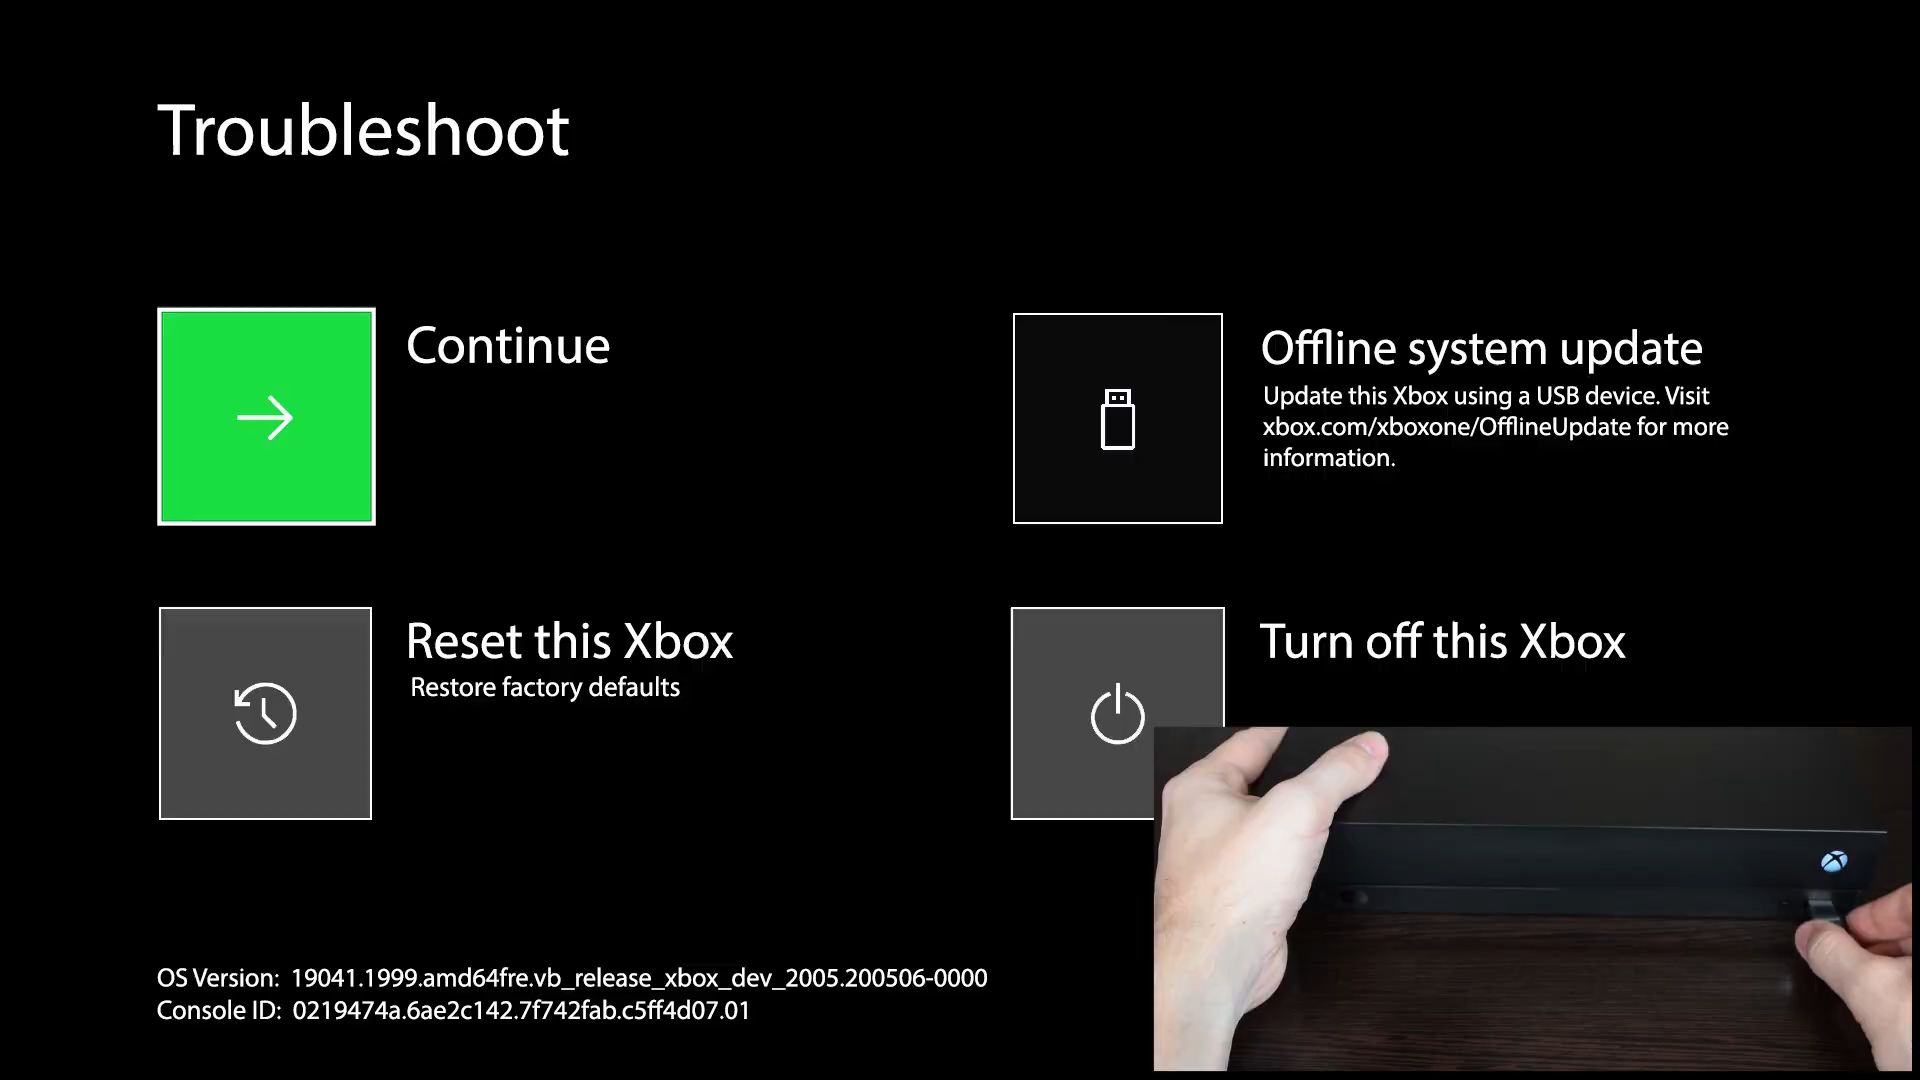 Troubleshoot
Continue
Offline system update
Update this Xbox using a USB device. Visit
xbox.com/xboxone/OfflineUpdate for more
information.
Reset this Xbox
Restore factory defaults
Turn off this Xbox
OS Version: 19041.1999.amd64fre.vb_release_xbox_dev_2005.200506-0000
Console ID: 0219474a.6ae2c142.7f742fab.c5ff4d07.01